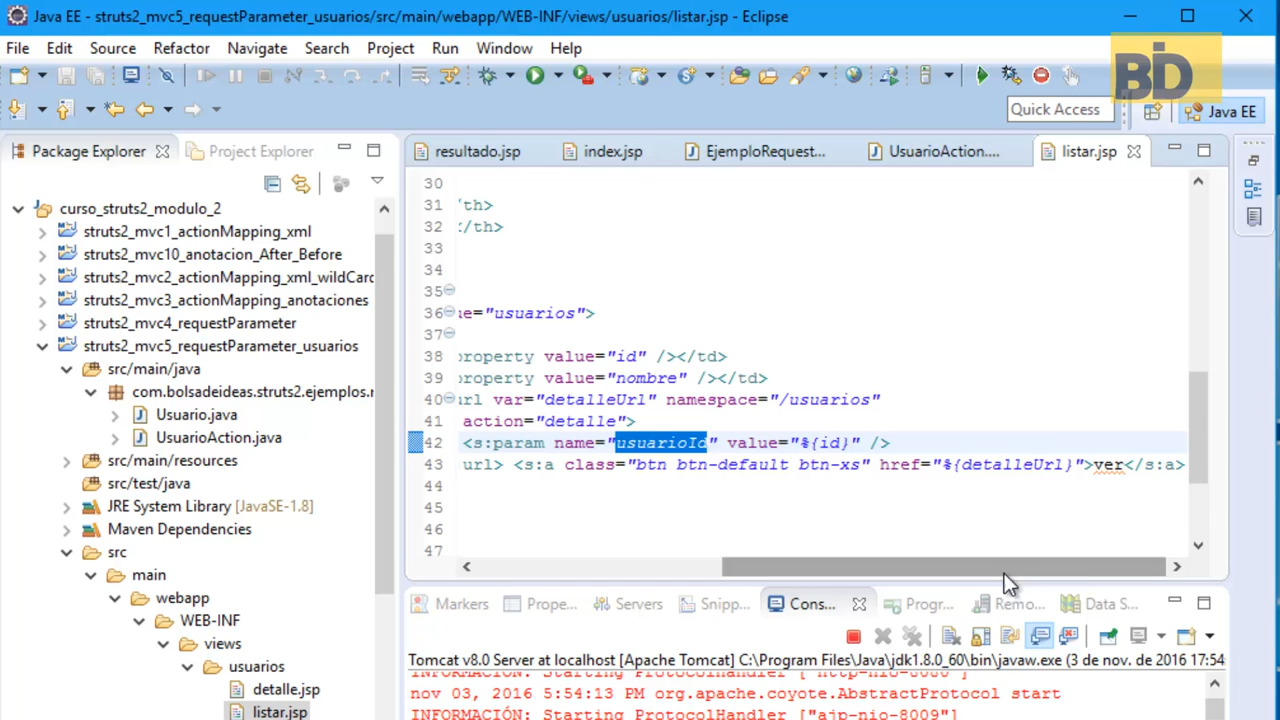 Java EE - struts2_mvc5_requestParameter_usuarios/src/main/webapp/WEB-INF/views/usuarios/listar.jsp - Eclipse
File Edit Source Refactor Navigate Search Project Run Window Help
BD
Quick Access
Java EE
Package Explorer Project Explorer
resultado.jsp index.jsp EjemploRequest... UsuarioAction.... listar.jsp
curso_struts2_modulo_2
struts2_mvc1_actionMapping_xml
struts2_mvc10_anotacion_After_Before
struts2_mvc2_actionMapping_xml_wildCard
struts2_mvc3_actionMapping_anotaciones
struts2_mvc4_requestParameter
struts2_mvc5_requestParameter_usuarios
src/main/java
com.bolsadeideas.struts2.ejemplos.r
Usuario.java
UsuarioAction.java
src/main/resources
src/test/java
JRE System Library [JavaSE-1.8]
Maven Dependencies
src
main
webapp
WEB-INF
views
usuarios
detalle.jsp
listar.jsp
30
31 /th>
32 </th>
33
34
35
36 ue="usuarios">
37
38 property value="id" /></td>
39 property value="nombre" /></td>
40 url var="detalleUrl" namespace="/usuarios"
41 action="detalle">
42 <s:param name="usuarioId" value="%{id}" />
43 url> <s:a class="btn btn-default btn-xs" href="%{detalleUrl}">ver</s:a>
44
45
46
47
Markers Prope... Servers Snipp... Cons... Progr... Remo... Data S...
Tomcat v8.0 Server at localhost [Apache Tomcat] C:\Program Files\Java\jdk1.8.0_60\bin\javaw.exe (3 de nov. de 2016 17:54
INFORMACIÓN: Starting ProtocolHandler ["http-nio-8080"]
nov 03, 2016 5:54:13 PM org.apache.coyote.AbstractProtocol start
INFORMACIÓN: Starting ProtocolHandler ["ajp-nio-8009"]